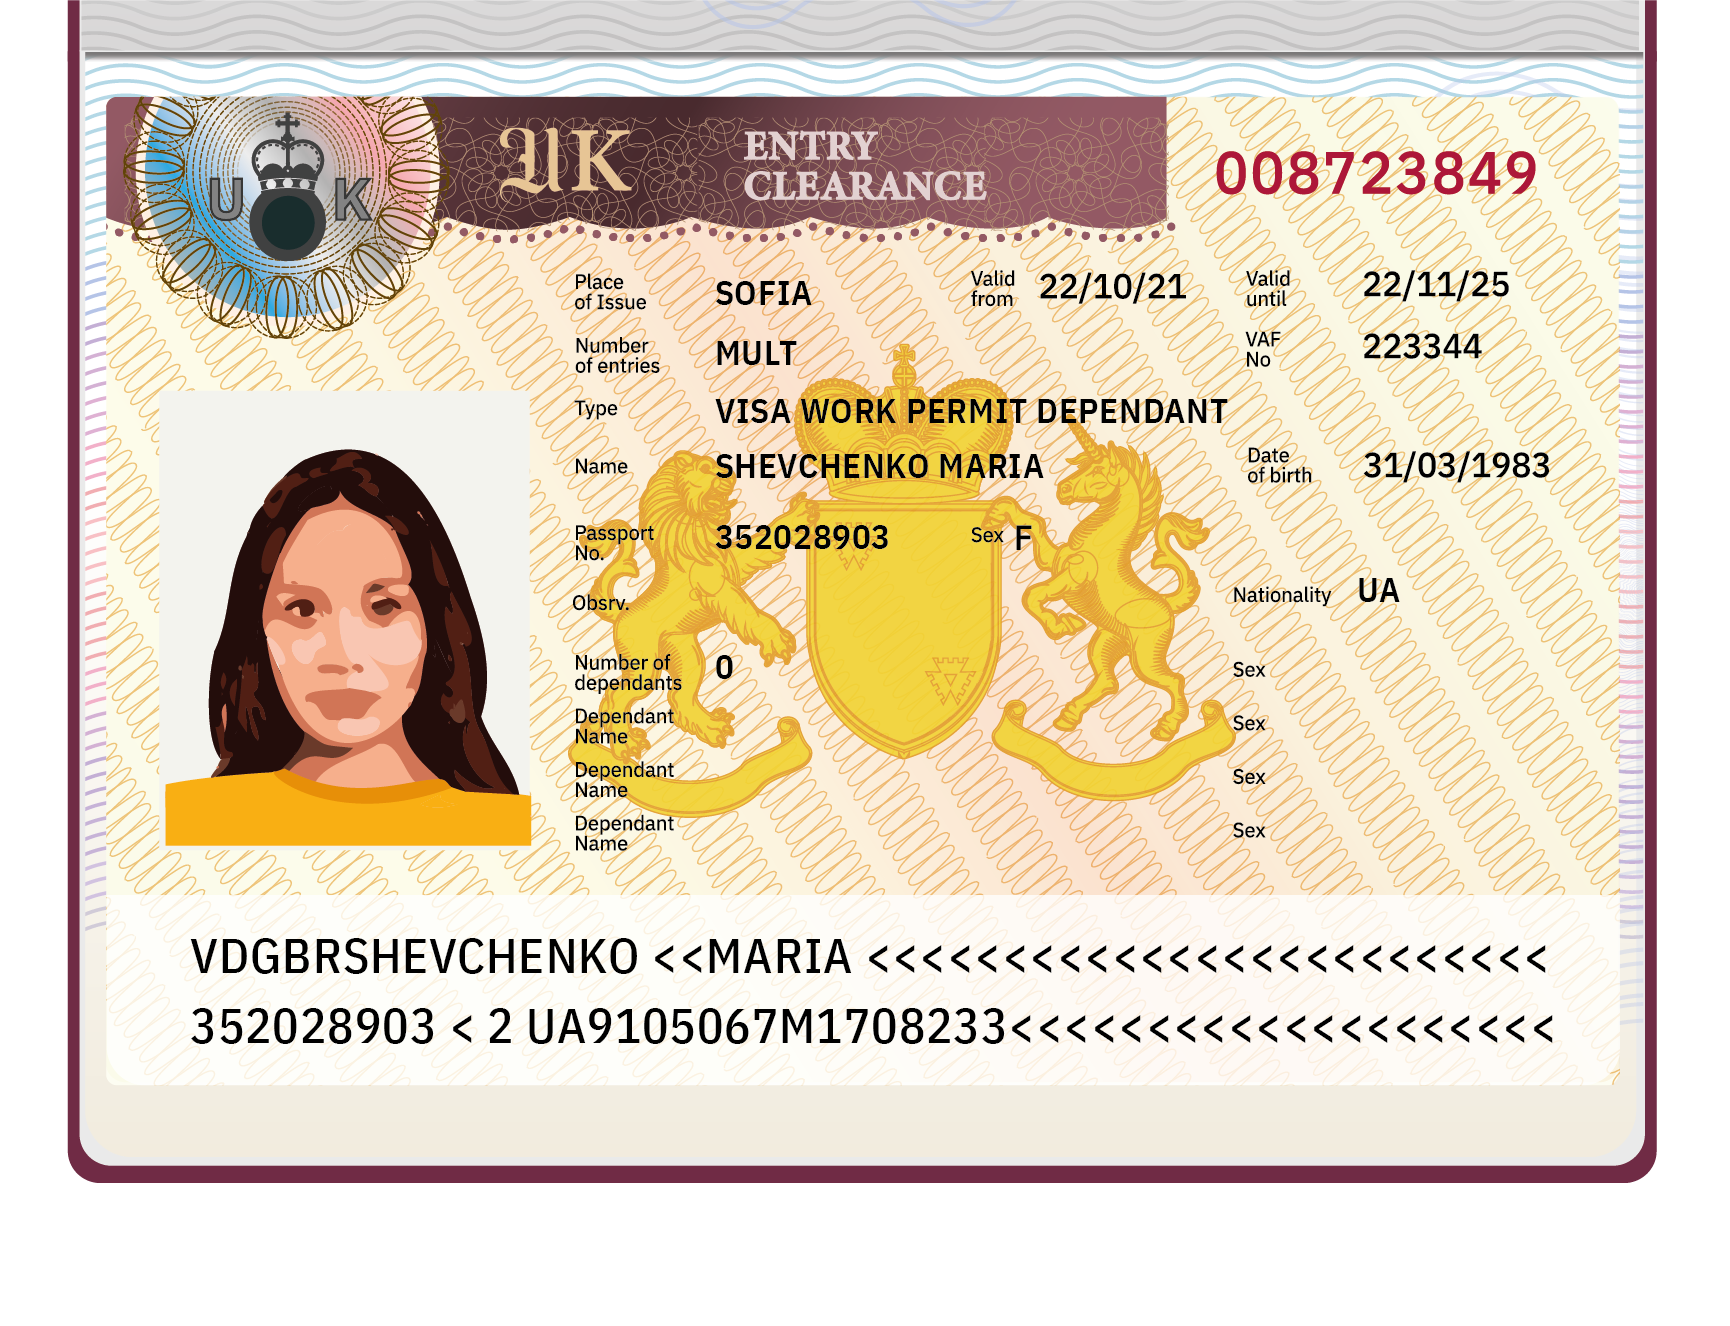 U K
UK
ENTRY
CLEARANCE
008723849
Place
of Issue
SOFIA
Valid
from
22/10/21
Valid
until
22/11/25
Number
of entries
MULT
VAF
No
223344
Type
VISA WORK PERMIT DEPENDANT
Name
SHEVCHENKO MARIA
Date
of birth
31/03/1983
Passport
No.
352028903
Sex F
Obsrv.
Nationality UA
Number of
dependants
0
Sex
Dependant
Name
Sex
Dependant
Name
Sex
Dependant
Name
Sex
VDGBRSHEVCHENKO <<MARIA <<<<<<<<<<<<<<<<<<<<<<<<<
352028903 < 2 UA9105067M1708233<<<<<<<<<<<<<<<<<<<<